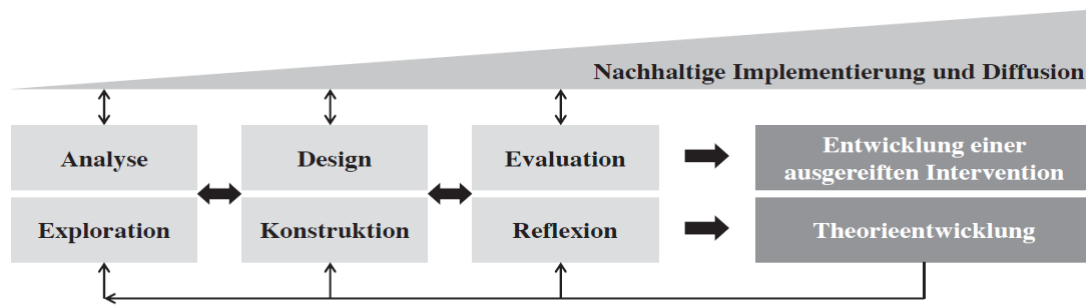 Nachhaltige Implementierung und Diffusion
Analyse
Design
Evaluation
Entwicklung einer
ausgereiften Intervention
Exploration
Konstruktion
Reflexion
Theorieentwicklung